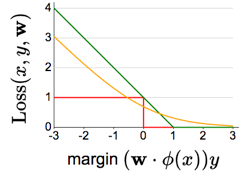 Loss(x, y, w)
4
3
2
1
0
-3 -2 -1 0 1 2 3
margin (w · φ(x))y